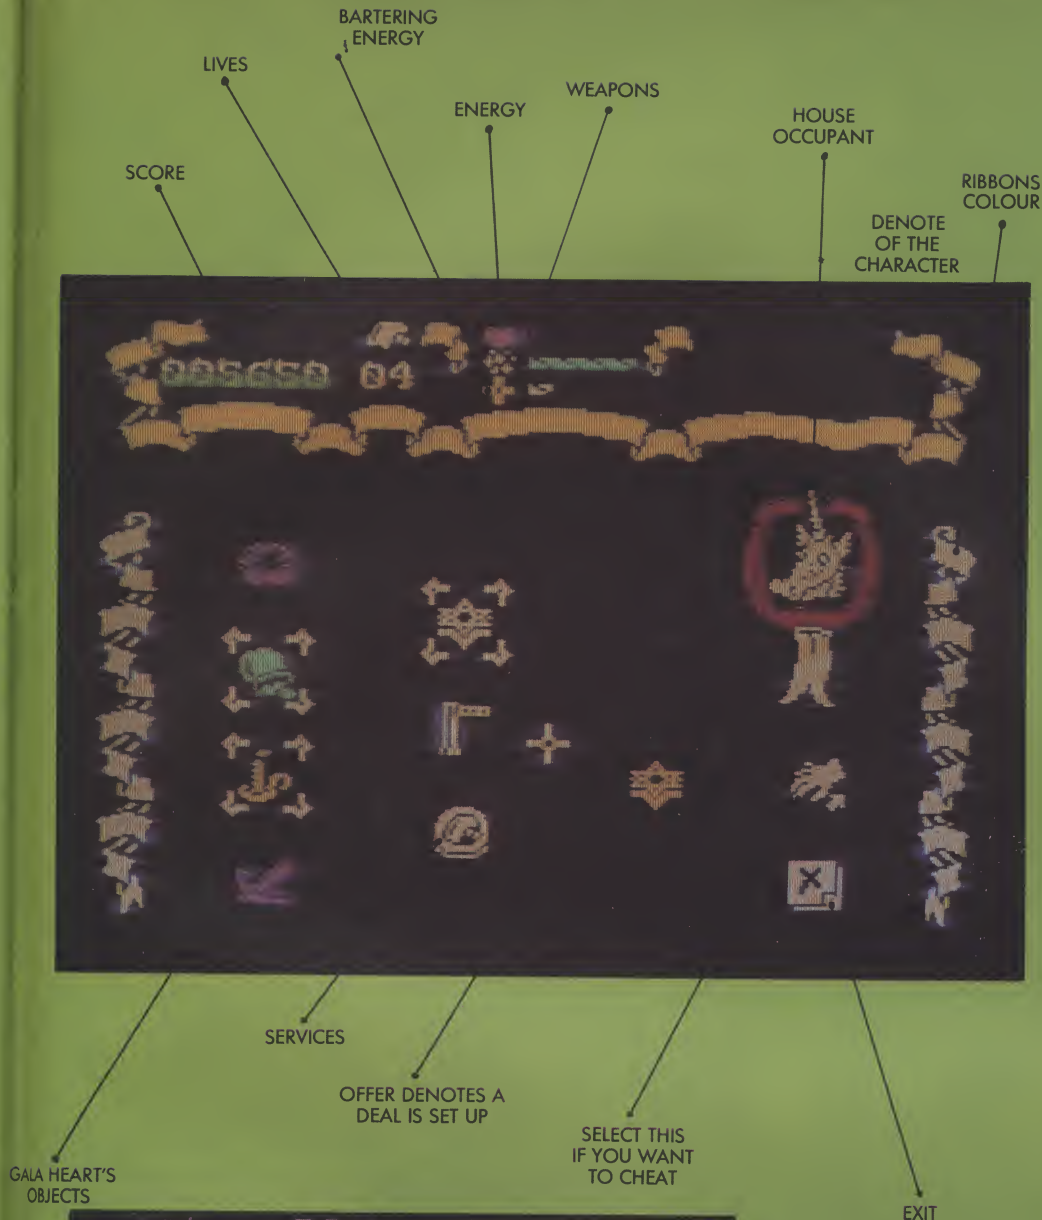 BARTERING
ENERGY
LIVES
WEAPONS
ENERGY
HOUSE
OCCUPANT
SCORE
RIBBONS
COLOUR
DENOTE
OF THE
CHARACTER
005650 04
X
SERVICES
OFFER DENOTES A
DEAL IS SET UP
SELECT THIS
IF YOU WANT
TO CHEAT
GALA HEART'S
OBJECTS
EXIT